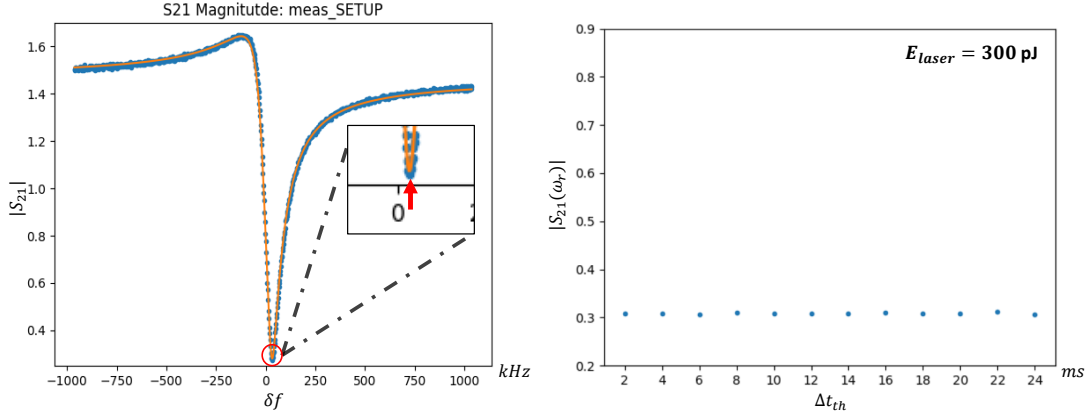 S21 Magnitutde: meas_SETUP
|S21|
1.6
1.4
1.2
1.0
0.8
0.6
0.4
0
2
−1000 −750 −500 −250 0 250 500 750 1000 kHz
δf
E_laser = 300 pJ
|S21(ωr)|
0.9
0.8
0.7
0.6
0.5
0.4
0.3
0.2
2 4 6 8 10 12 14 16 18 20 22 24 ms
Δt_th